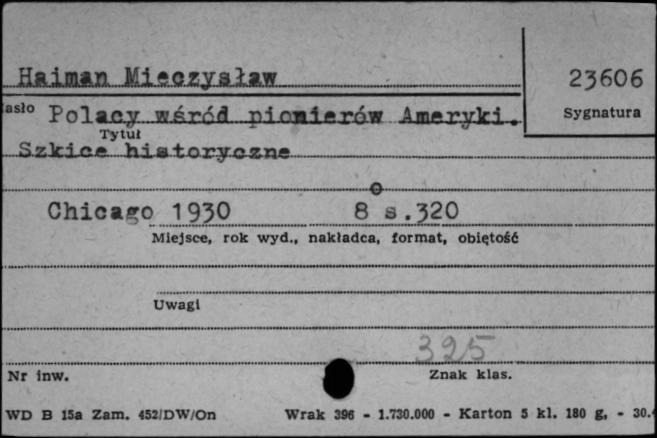 Haiman Mieczysław
23606
Sygnatura
asło Polacy wśród pionierów Ameryki.
Tytuł
Szkice historyczne
Chicago 1930 8° s.320
Miejsce, rok wyd., nakładca, format, objętość
Uwagi
325
Nr inw.
Znak klas.
WD B 15a Zam. 452/DW/On Wrak 396 - 1.730.000 - Karton 5 kl. 180 g, - 30.4